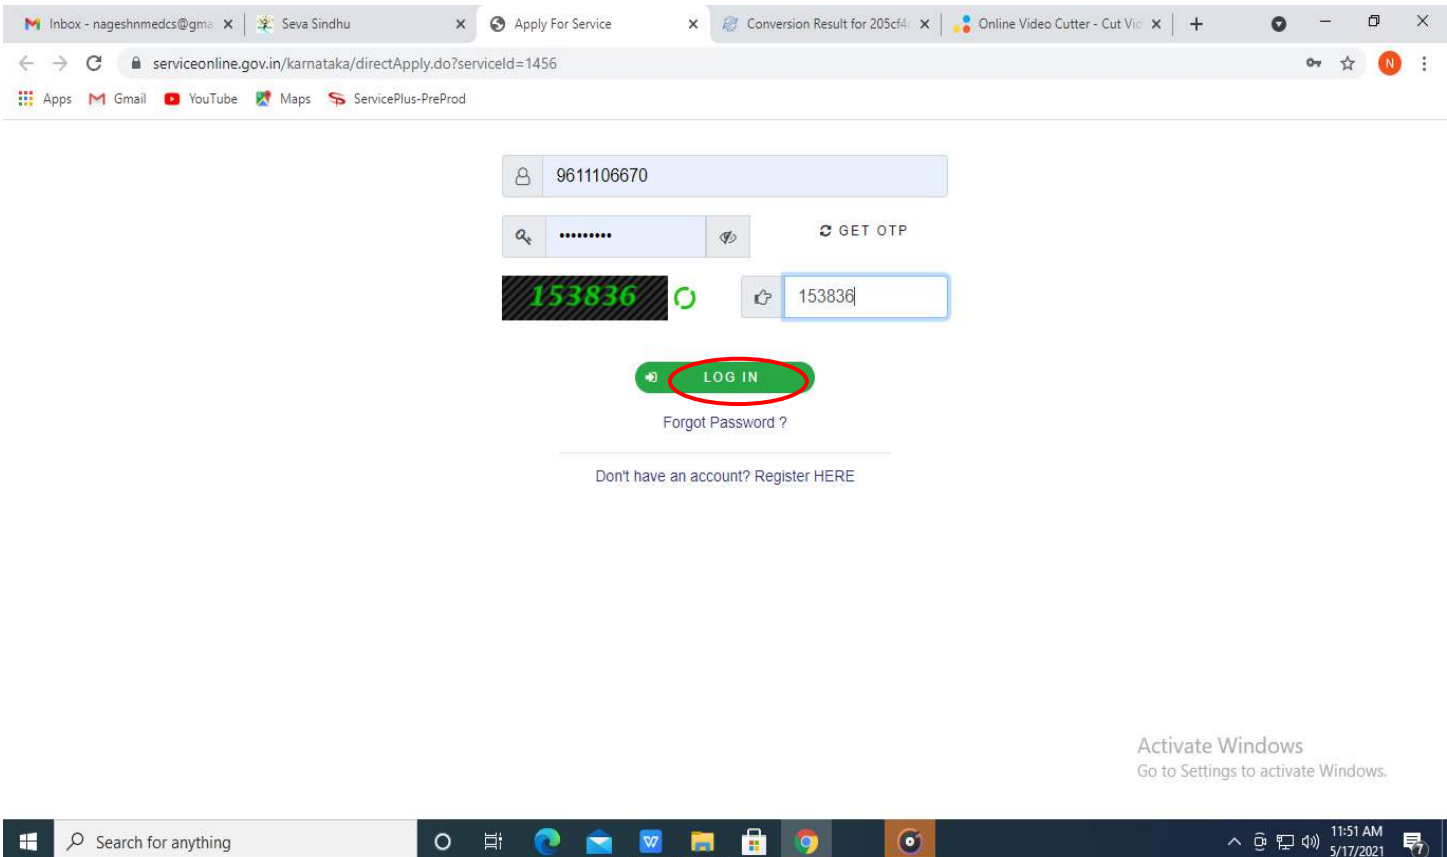 Inbox - nageshnmedcs@gma
Seva Sindhu
Apply For Service
Conversion Result for 205cf4
Online Video Cutter - Cut Vid
serviceonline.gov.in/karnataka/directApply.do?serviceId=1456
N
Apps
Gmail
YouTube
Maps
ServicePlus-PreProd
9611106670
•••••••••
GET OTP
153836
153836
LOG IN
Forgot Password ?
Don't have an account? Register HERE
Activate Windows
Go to Settings to activate Windows.
Search for anything
W
11:51 AM
5/17/2021
7